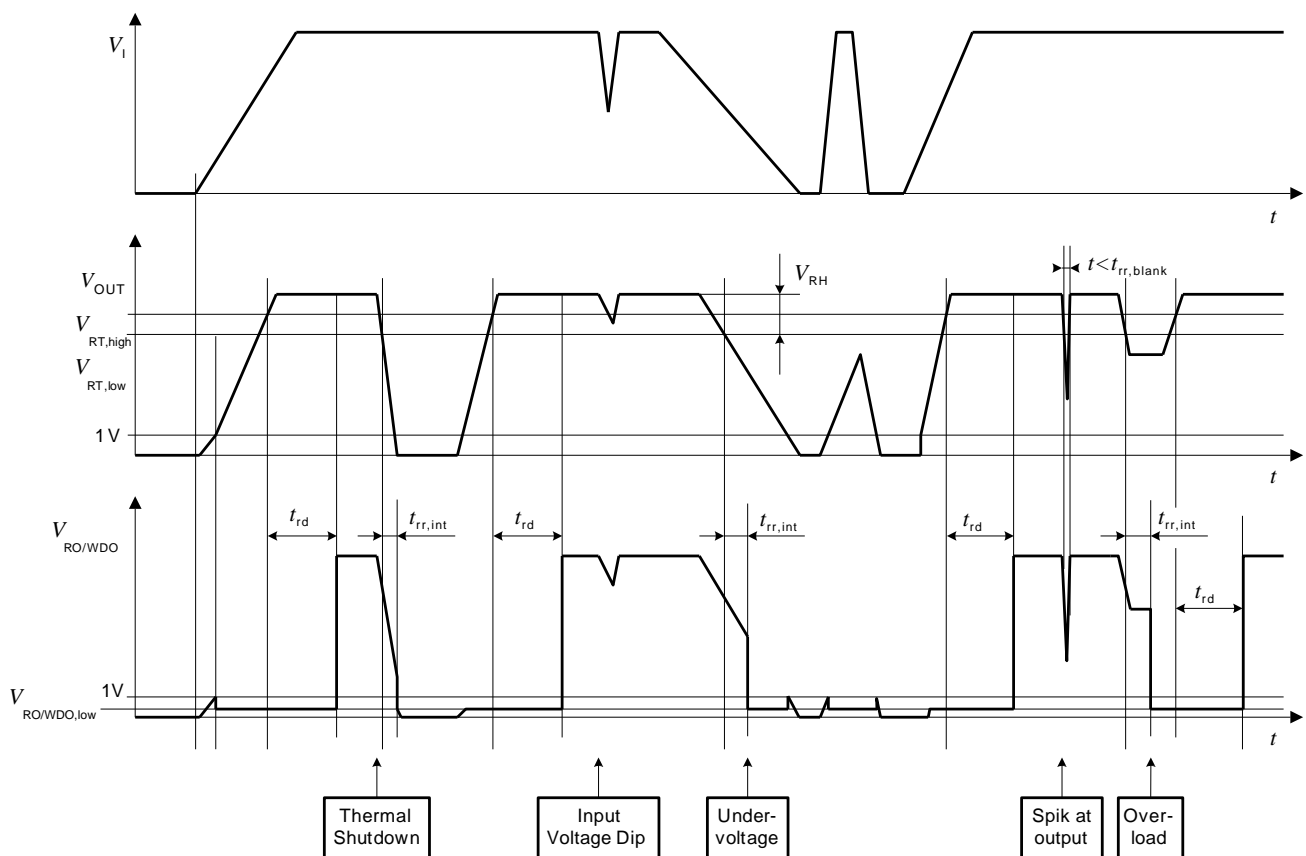 V_I
t
V_OUT
V_RH
t < t_rr,blank
V_RT,high
V_RT,low
1 V
t
V_RO/WDO
t_rd
t_rr,int
t_rd
t_rr,int
t_rd
t_rr,int
t_rd
1V
V_RO/WDO,low
t
Thermal
Shutdown
Input
Voltage Dip
Under-
voltage
Spik at
output
Over-
load